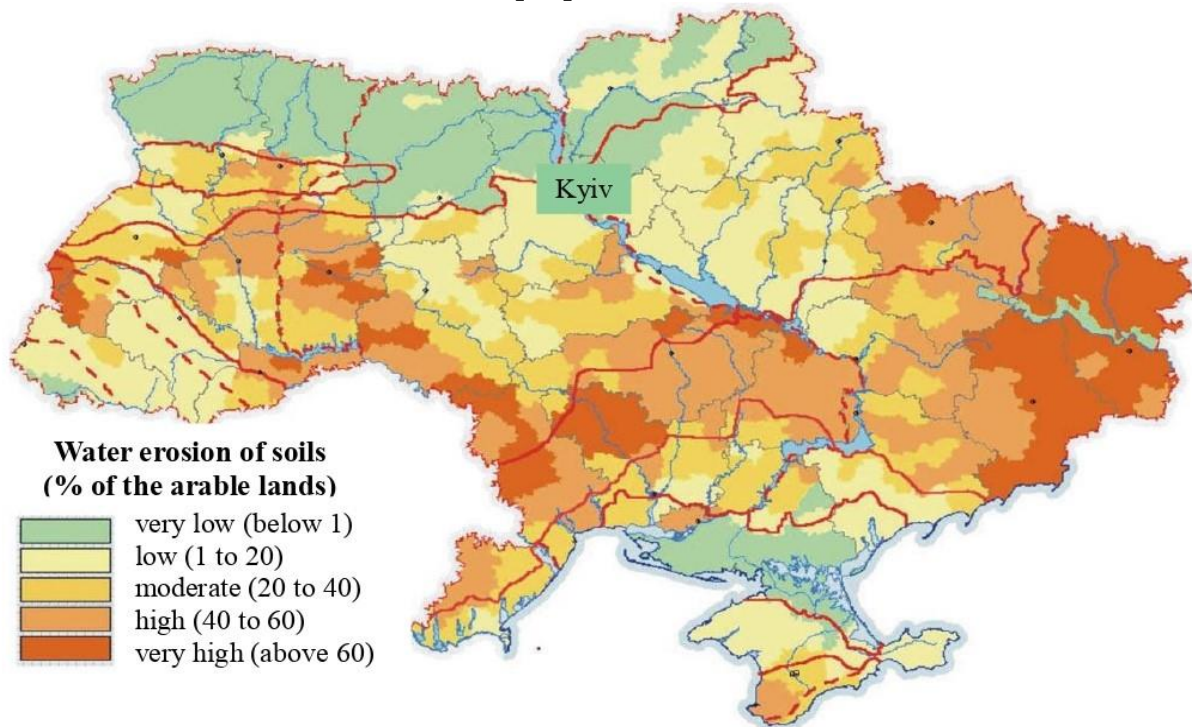 Kyiv
Water erosion of soils
(% of the arable lands)
very low (below 1)
low (1 to 20)
moderate (20 to 40)
high (40 to 60)
very high (above 60)